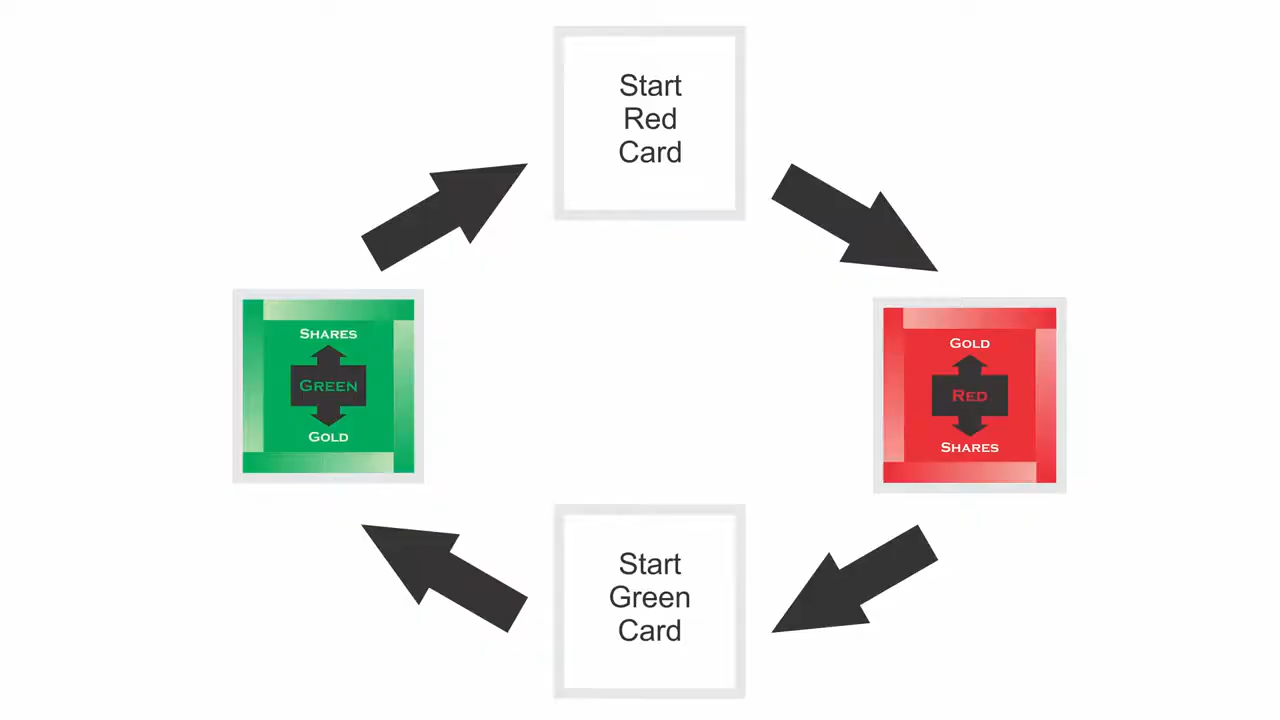 Start
Red
Card
SHARES
GREEN
GOLD
GOLD
RED
SHARES
Start
Green
Card